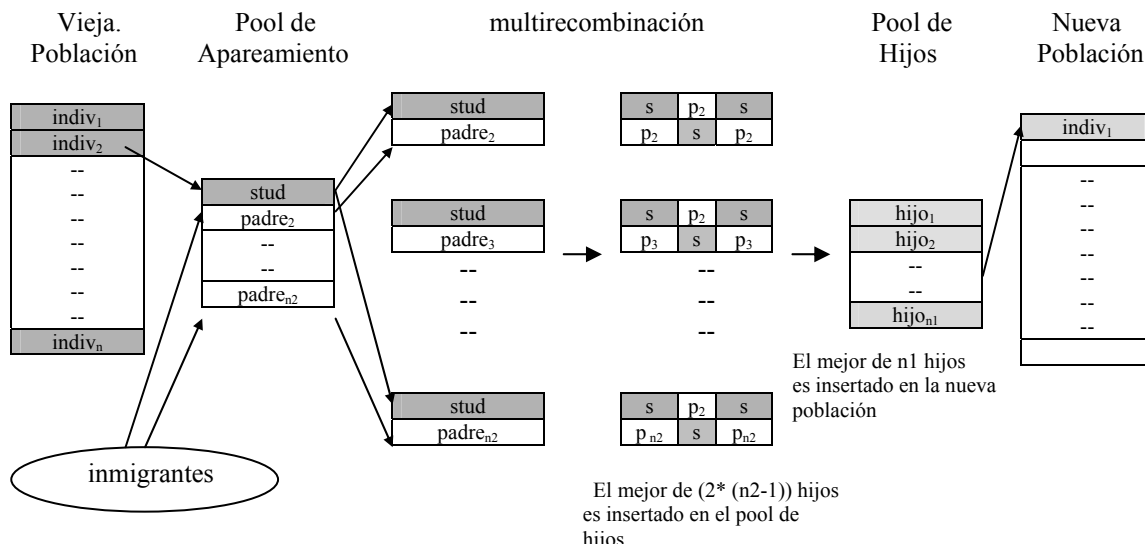 Vieja.
Población
Pool de
Apareamiento
multirecombinación
Pool de
Hijos
Nueva
Población
indiv₁
indiv₂
--
--
--
--
--
--
indivₙ
stud
padre₂
--
--
padreₙ₂
inmigrantes
stud
padre₂
stud
padre₃
--
--
--
stud
padreₙ₂
s p₂ s
p₂ s p₂
s p₂ s
p₃ s p₃
--
--
--
s p₂ s
pₙ₂ s pₙ₂
El mejor de (2* (n2-1)) hijos
es insertado en el pool de
hijos
hijo₁
hijo₂
--
--
hijoₙ₁
El mejor de n1 hijos
es insertado en la nueva
población
indiv₁
--
--
--
--
--
--